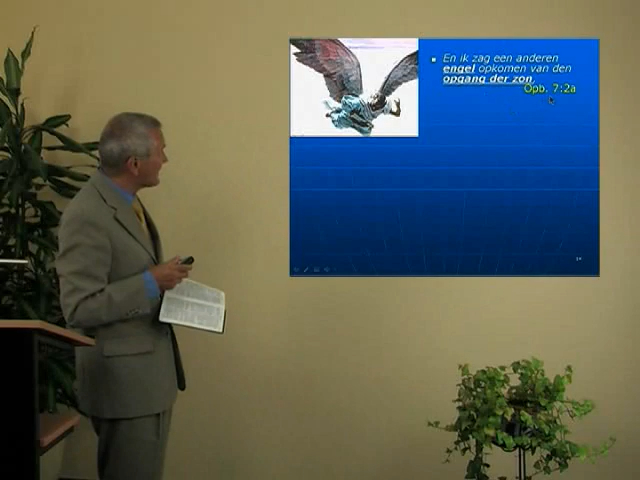 En ik zag een anderen
engel opkomen van den
opgang der zon.
Opb. 7:2a